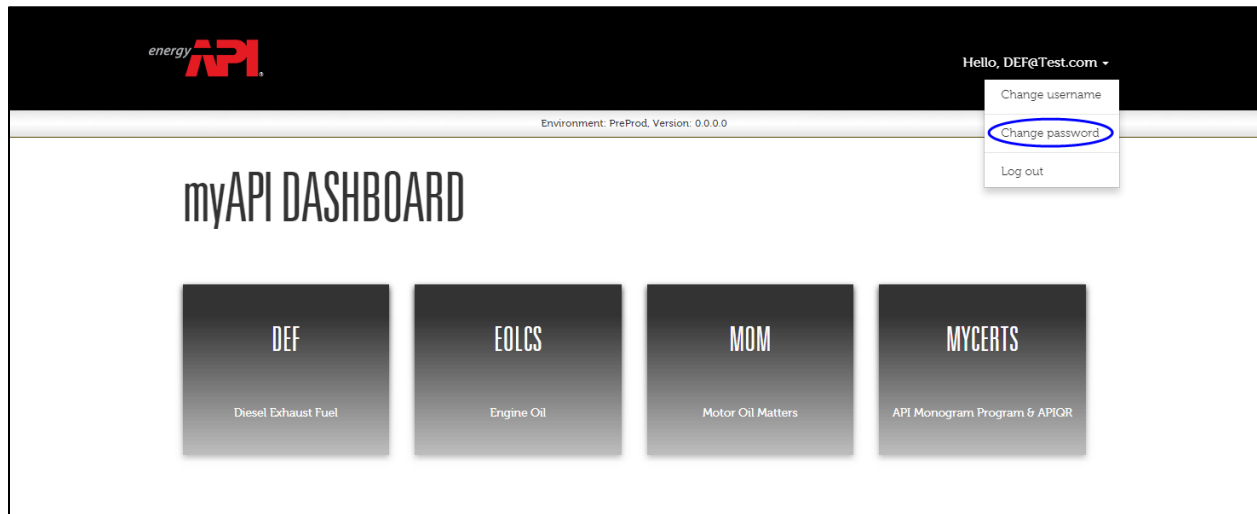 energy API®
Hello, DEF@Test.com
Change username
Environment: PreProd, Version: 0.0.0.0
Change password
Log out
myAPI DASHBOARD
DEF
EOLCS
MOM
MYCERTS
Diesel Exhaust Fuel
Engine Oil
Motor Oil Matters
API Monogram Program & APIQR